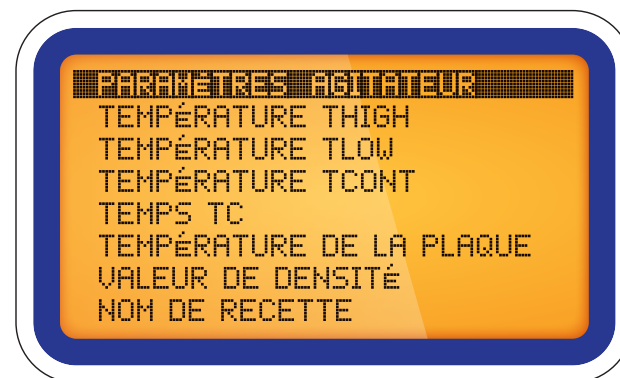 PARAMÈTRES AGITATEUR
TEMPÉRATURE THIGH
TEMPÉRATURE TLOW
TEMPÉRATURE TCONT
TEMPS TC
TEMPÉRATURE DE LA PLAQUE
VALEUR DE DENSITÉ
NOM DE RECETTE